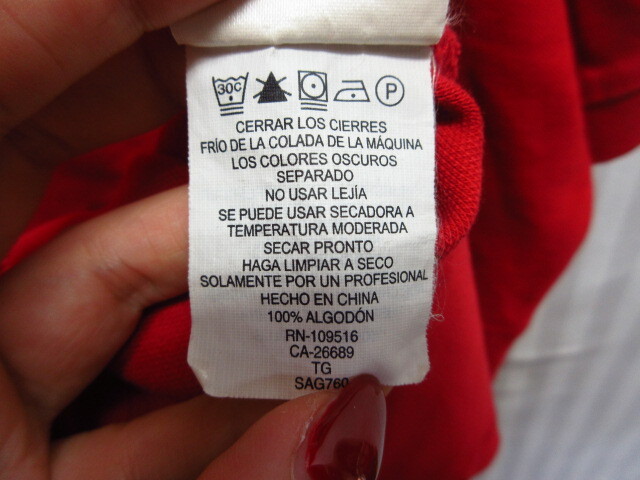 30C
P
CERRAR LOS CIERRES
FRÍO DE LA COLADA DE LA MÁQUINA
LOS COLORES OSCUROS
SEPARADO
NO USAR LEJÍA
SE PUEDE USAR SECADORA A
TEMPERATURA MODERADA
SECAR PRONTO
HAGA LIMPIAR A SECO
SOLAMENTE POR UN PROFESIONAL
HECHO EN CHINA
100% ALGODÓN
RN-109516
CA-26689
TG
SAG760